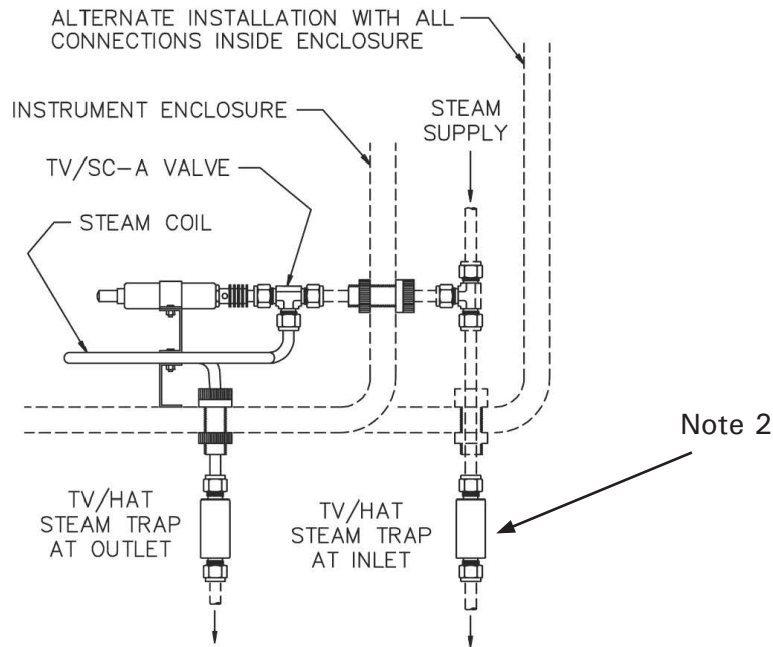 ALTERNATE INSTALLATION WITH ALL
CONNECTIONS INSIDE ENCLOSURE
INSTRUMENT ENCLOSURE
STEAM
SUPPLY
TV/SC-A VALVE
STEAM COIL
Note 2
TV/HAT
STEAM TRAP
AT OUTLET
TV/HAT
STEAM TRAP
AT INLET